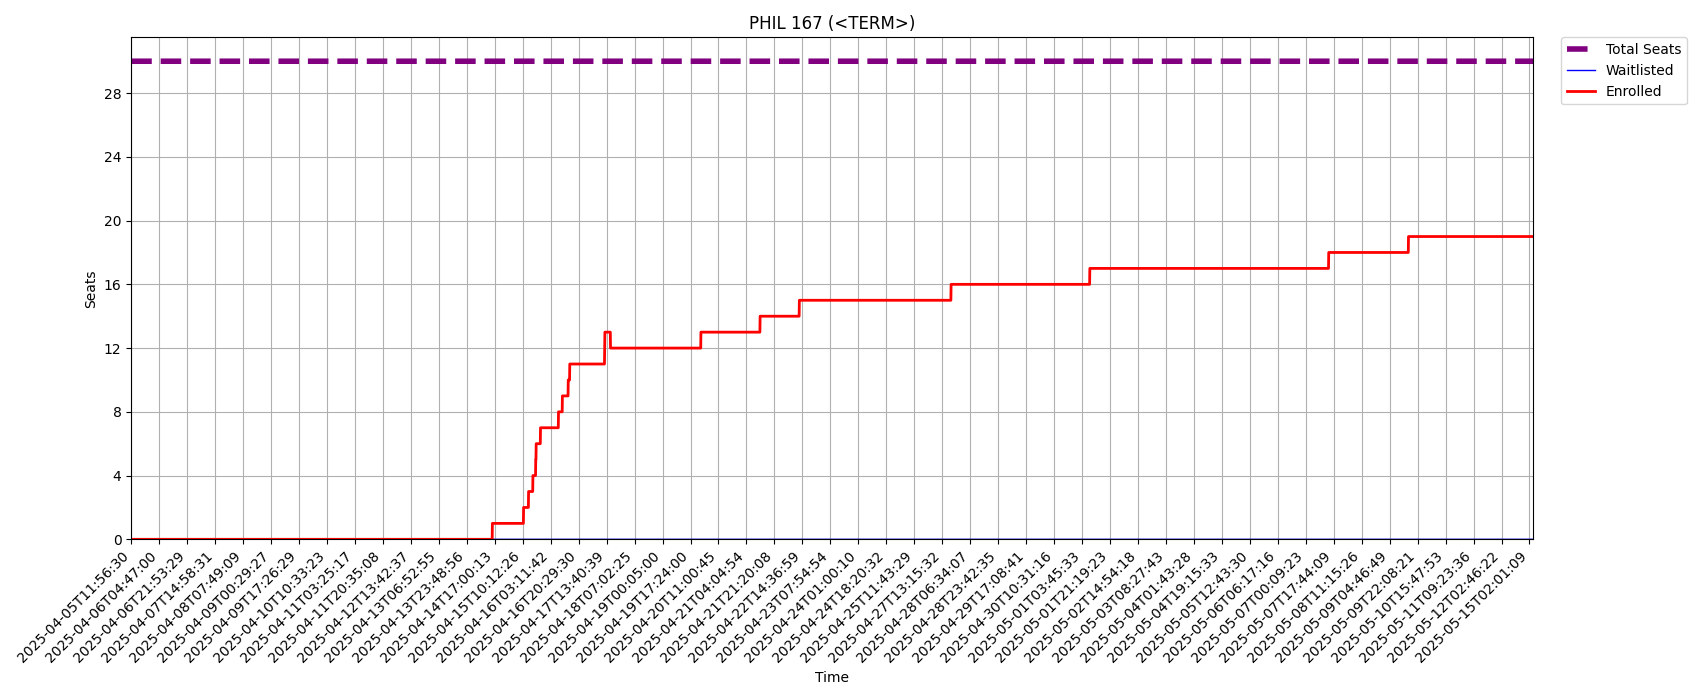 PHIL 167 (<TERM>)
Total Seats
Waitlisted
Enrolled
Seats
28
24
20
16
12
8
4
0
2025-04-05T11:56:30
2025-04-06T04:47:00
2025-04-06T21:53:29
2025-04-07T14:58:31
2025-04-08T07:49:09
2025-04-09T00:29:27
2025-04-09T17:26:29
2025-04-10T10:33:23
2025-04-11T03:25:17
2025-04-11T20:35:08
2025-04-12T13:42:37
2025-04-13T06:52:55
2025-04-13T23:48:56
2025-04-14T17:00:13
2025-04-15T10:12:26
2025-04-16T03:11:42
2025-04-16T20:29:30
2025-04-17T13:40:39
2025-04-18T07:02:25
2025-04-19T00:05:00
2025-04-19T17:24:00
2025-04-20T11:00:45
2025-04-21T04:04:54
2025-04-21T21:20:08
2025-04-22T14:36:59
2025-04-23T07:54:54
2025-04-24T01:00:10
2025-04-24T18:20:32
2025-04-25T11:43:29
2025-04-27T13:15:32
2025-04-28T06:34:07
2025-04-28T23:42:35
2025-04-29T17:08:41
2025-04-30T10:31:16
2025-05-01T03:45:33
2025-05-01T21:19:23
2025-05-02T14:54:18
2025-05-03T08:27:43
2025-05-04T01:43:28
2025-05-04T19:15:33
2025-05-05T12:43:30
2025-05-06T06:17:16
2025-05-07T00:09:23
2025-05-07T17:44:09
2025-05-08T11:15:26
2025-05-09T04:46:49
2025-05-09T22:08:21
2025-05-10T15:47:53
2025-05-11T09:23:36
2025-05-12T02:46:22
2025-05-15T02:01:09
Time